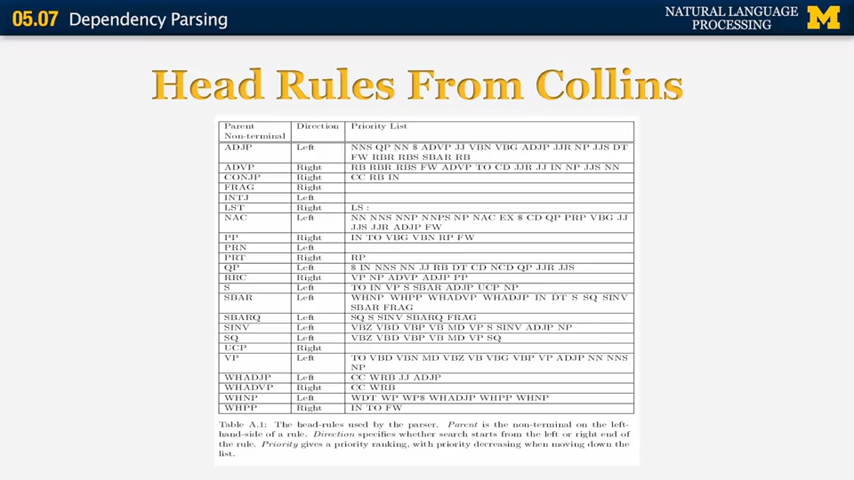 05.07 Dependency Parsing
NATURAL LANGUAGE
PROCESSING
M
Head Rules From Collins
Parent Direction Priority List
Non-terminal
ADJP Left NNS QP NN $ ADVP JJ VBN VBG ADJP JJR NP JJS DT
FW RBR RBS SBAR RB
ADVP Right RB RBR RBS FW ADVP TO CD JJR JJ IN NP JJS NN
CONJP Right CC RB IN
FRAG Right
INTJ Left
LST Right LS :
NAC Left NN NNS NNP NNPS NP NAC EX $ CD QP PRP VBG JJ
JJS JJR ADJP FW
PP Right IN TO VBG VBN RP FW
PRN Left
PRT Right RP
QP Left $ IN NNS NN JJ RB DT CD NCD QP JJR JJS
RRC Right VP NP ADVP ADJP PP
S Left TO IN VP S SBAR ADJP UCP NP
SBAR Left WHNP WHPP WHADVP WHADJP IN DT S SQ SINV
SBAR FRAG
SBARQ Left SQ S SINV SBARQ FRAG
SINV Left VBZ VBD VBP VB MD VP S SINV ADJP NP
SQ Left VBZ VBD VBP VB MD VP SQ
UCP Right
VP Left TO VBD VBN MD VBZ VB VBG VBP VP ADJP NN NNS
NP
WHADJP Left CC WRB JJ ADJP
WHADVP Right CC WRB
WHNP Left WDT WP WP$ WHADJP WHPP WHNP
WHPP Right IN TO FW
Table A.1: The head-rules used by the parser. Parent is the non-terminal on the left-
hand-side of a rule. Direction specifies whether search starts from the left or right end of
the rule. Priority gives a priority ranking, with priority decreasing when moving down the
list.